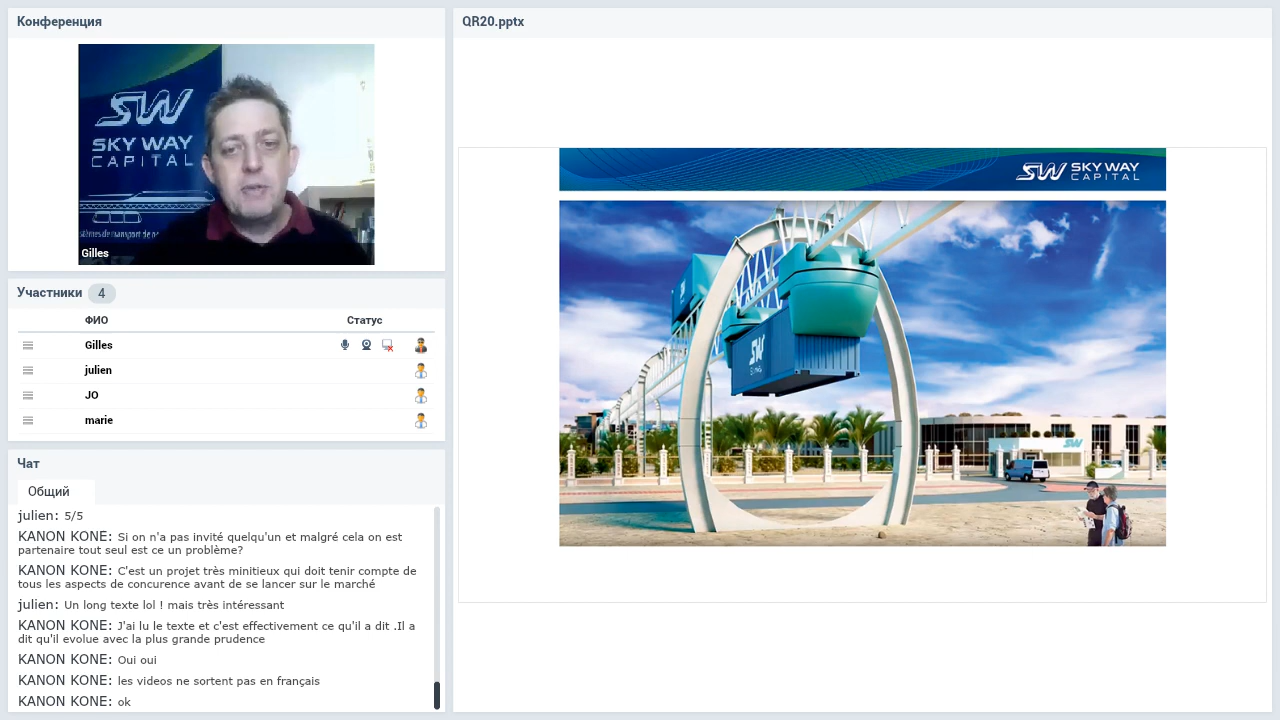 Конференция
SW
SKY WAY
CAPITAL
Gilles
Участники 4
ФИО Статус
Gilles
julien
JO
marie
Чат
Общий
julien: 5/5
KANON KONE: Si on n'a pas invité quelqu'un et malgré cela on est
partenaire tout seul est ce un problème?
KANON KONE: C'est un projet très minitieux qui doit tenir compte de
tous les aspects de concurence avant de se lancer sur le marché
julien: Un long texte lol ! mais très intéressant
KANON KONE: J'ai lu le texte et c'est effectivement ce qu'il a dit .Il a
dit qu'il evolue avec la plus grande prudence
KANON KONE: Oui oui
KANON KONE: les videos ne sortent pas en français
KANON KONE: ok
QR20.pptx
SW SKY WAY
CAPITAL
SW
SW